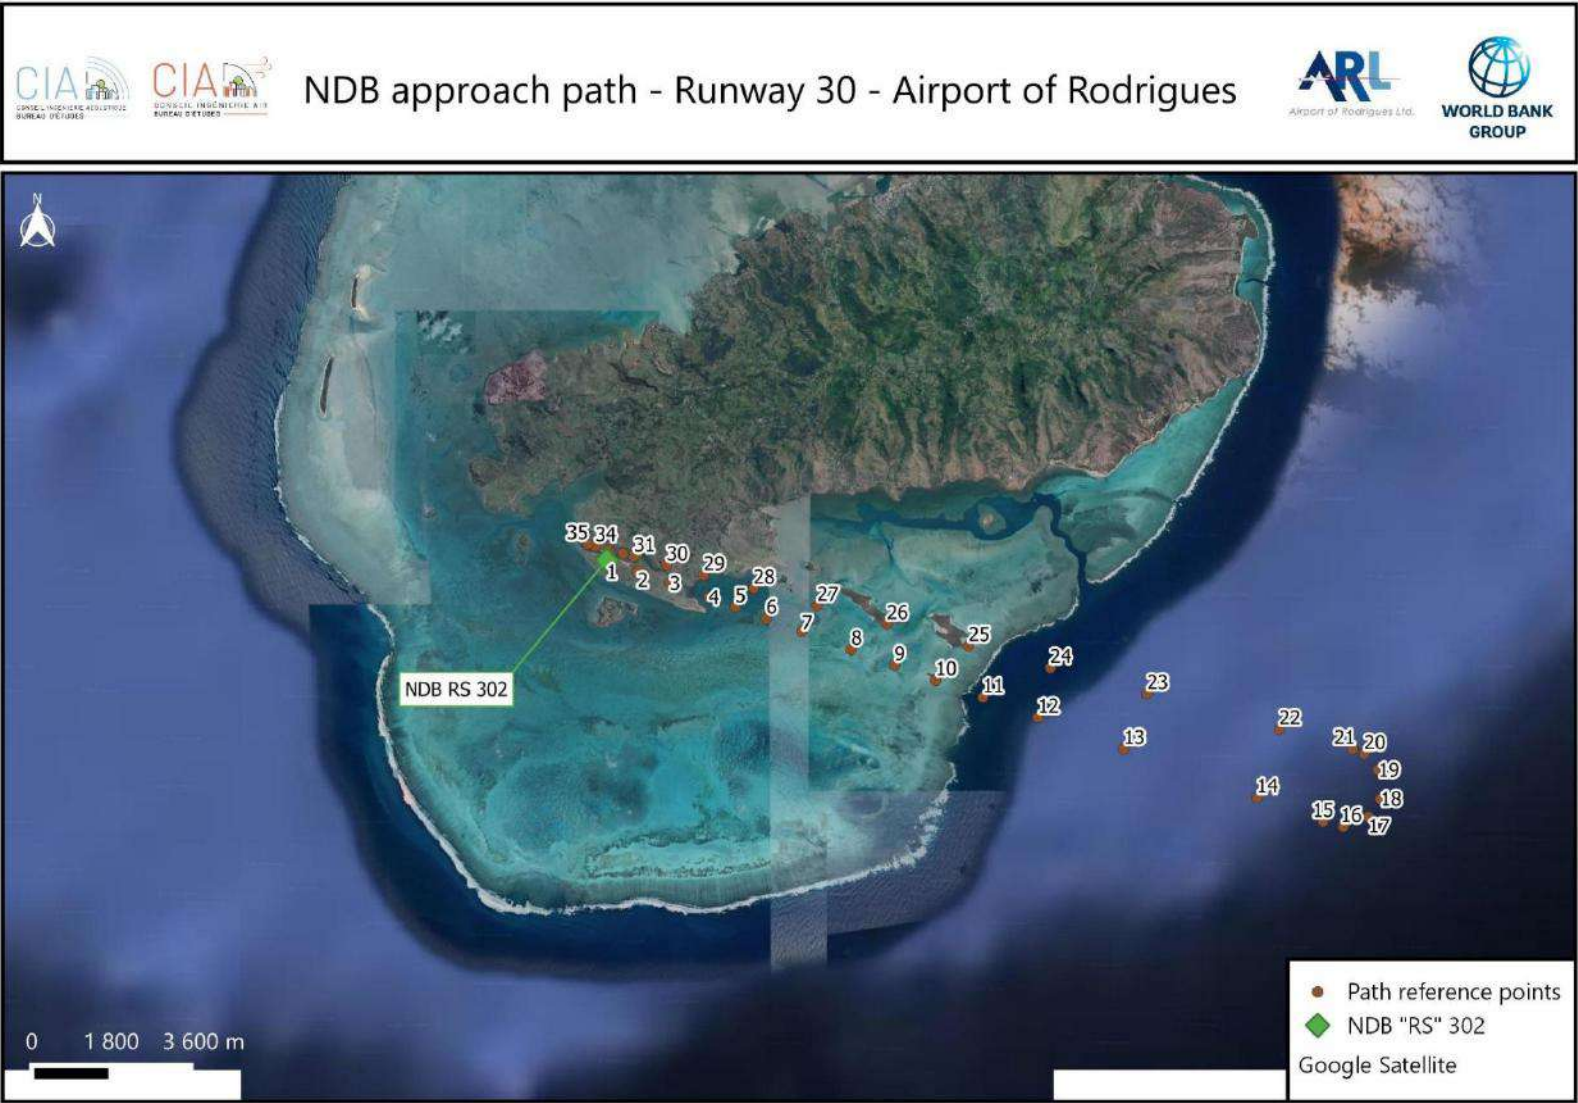 CIA
CONSEIL INGENIERIE ACOUSTIQUE
BUREAU D'ÉTUDES
CIA
CONSEIL INGÉNIERIE AIR
BUREAU D'ÉTUDES
NDB approach path - Runway 30 - Airport of Rodrigues
ARL
Airport of Rodrigues Ltd.
WORLD BANK
GROUP
N
35 34
31
30
29
28
27
26
25
24
23
22
21 20
19
18
17
16
15
14
13
12
11
10
9
8
7
6
5
4
3
2
1
NDB RS 302
0 1 800 3 600 m
Path reference points
NDB "RS" 302
Google Satellite